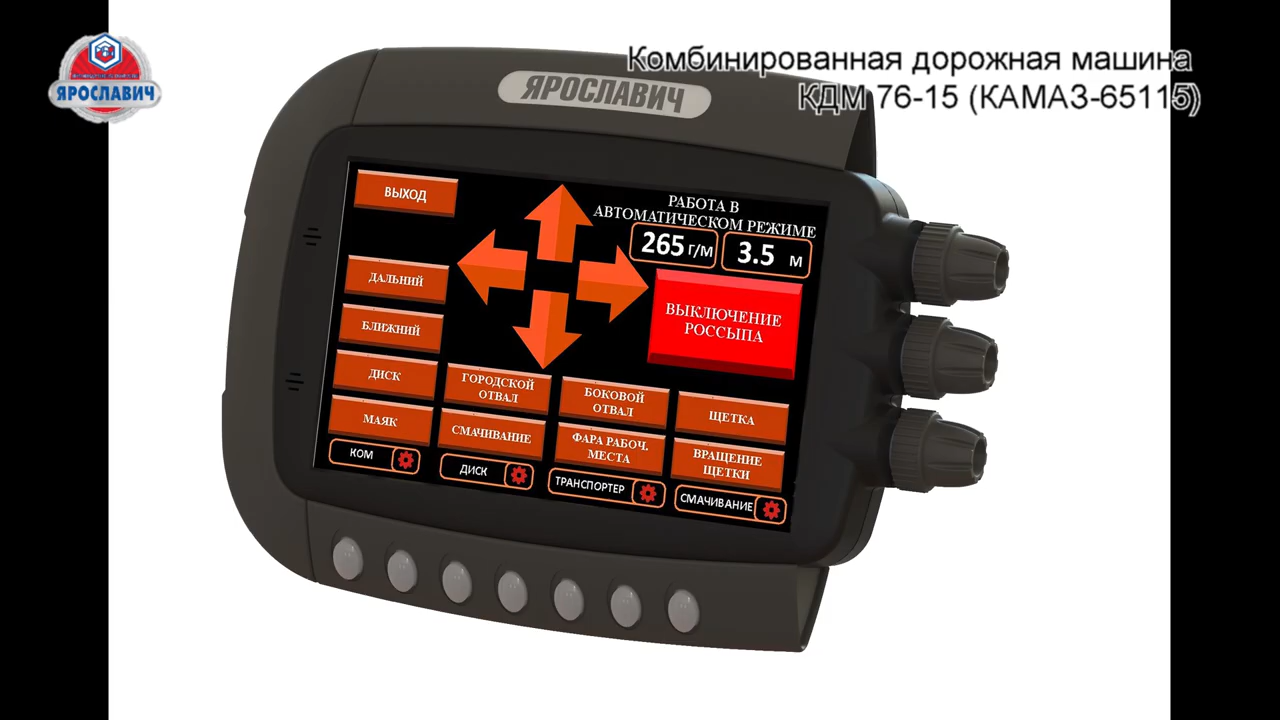 Комбинированная дорожная машина
КДМ 76-15 (КАМАЗ-65115)
ЯРОСЛАВИЧ
ЯРОСЛАВИЧ
ВЫХОД
РАБОТА В
АВТОМАТИЧЕСКОМ РЕЖИМЕ
265 г/м
3.5 м
ДАЛЬНИЙ
БЛИЖНИЙ
ВЫКЛЮЧЕНИЕ
РОССЫПА
ДИСК
ГОРОДСКОЙ
ОТВАЛ
БОКОВОЙ
ОТВАЛ
ЩЕТКА
МАЯК
СМАЧИВАНИЕ
ФАРА РАБОЧ.
МЕСТА
ВРАЩЕНИЕ
ЩЕТКИ
КОМ
ДИСК
ТРАНСПОРТЕР
СМАЧИВАНИЕ